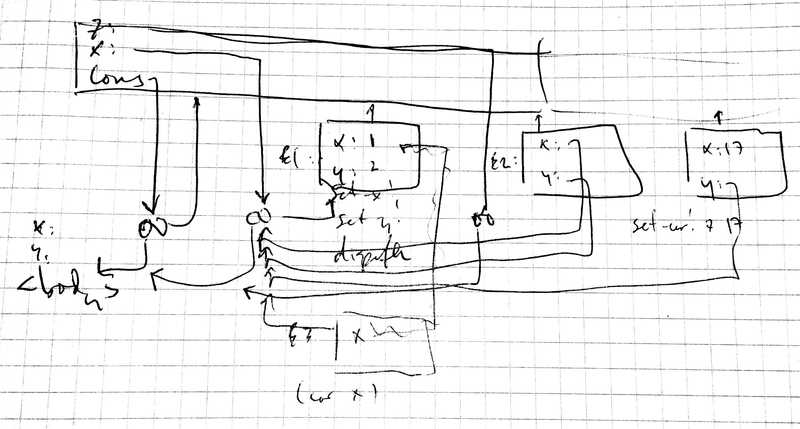 z:
x:
Cons
E1:
x: 1
y: 2
set-x!
set-y!
dispatch
E2:
x:
y:
x: 17
y:
set-car! z 17
x:
y:
<body>
E3
x
(car x)